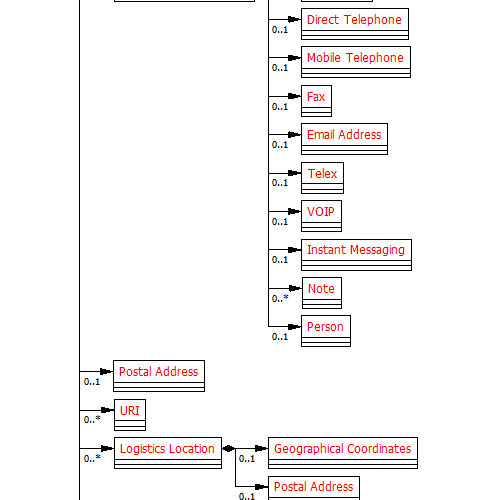 Direct Telephone
0..1
Mobile Telephone
0..1
Fax
0..1
Email Address
0..1
Telex
0..1
VOIP
0..1
Instant Messaging
0..1
Note
0..*
Person
0..1
Postal Address
0..1
URI
0..*
Logistics Location
0..*
Geographical Coordinates
0..1
Postal Address
0..1